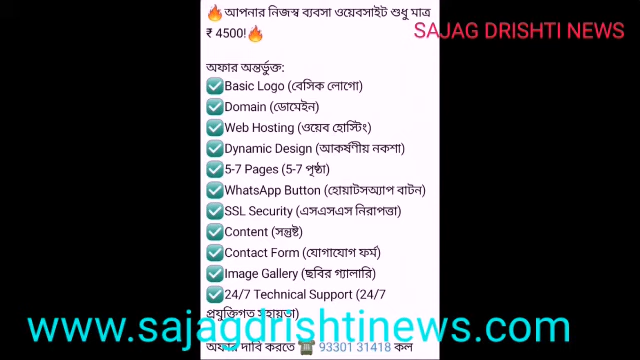 🔥আপনার নিজস্ব ব্যবসা ওয়েবসাইট শুধু মাত্র
₹ 4500!🔥
SAJAG DRISHTI NEWS
অফার অন্তর্ভুক্ত:
✅Basic Logo (বেসিক লোগো)
✅Domain (ডোমেইন)
✅Web Hosting (ওয়েব হোস্টিং)
✅Dynamic Design (আকর্ষণীয় নকশা)
✅5-7 Pages (5-7 পৃষ্ঠা)
✅WhatsApp Button (হোয়াটসঅ্যাপ বাটন)
✅SSL Security (এসএসএস নিরাপত্তা)
✅Content (সন্তুষ্ট)
✅Contact Form (যোগাযোগ ফর্ম)
✅Image Gallery (ছবির গ্যালারি)
✅24/7 Technical Support (24/7
প্রযুক্তিগত সহায়তা)
www.sajagdrishtinews.com
অফার দাবি করতে ☎ 93301 31418 কল